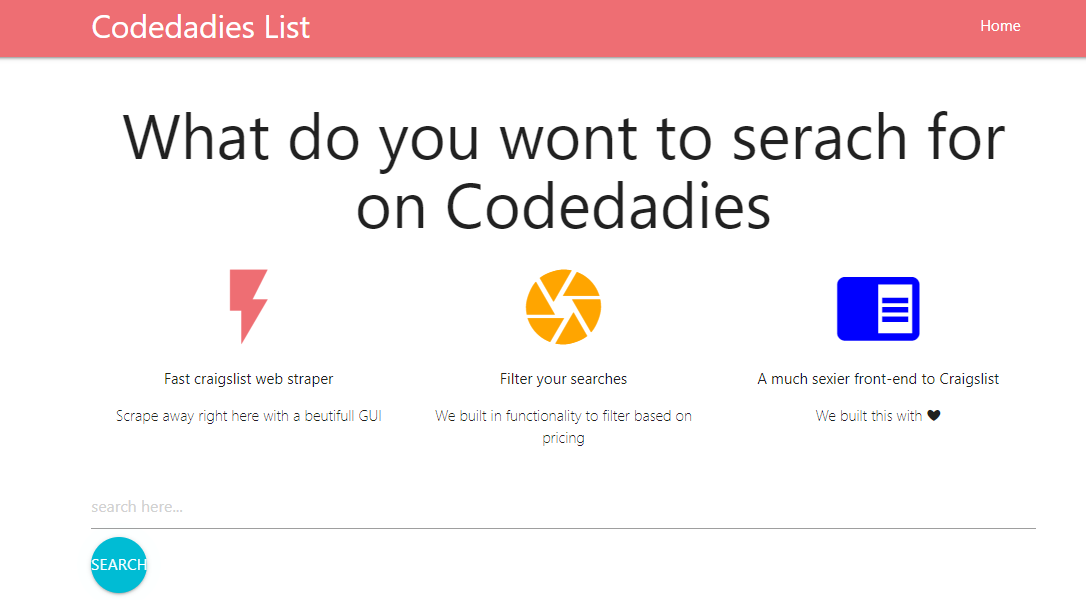 Codedadies List
Home
What do you wont to serach for
on Codedadies
Fast craigslist web straper
Scrape away right here with a beutifull GUI
Filter your searches
We built in functionality to filter based on
pricing
A much sexier front-end to Craigslist
We built this with
search here...
SEARCH